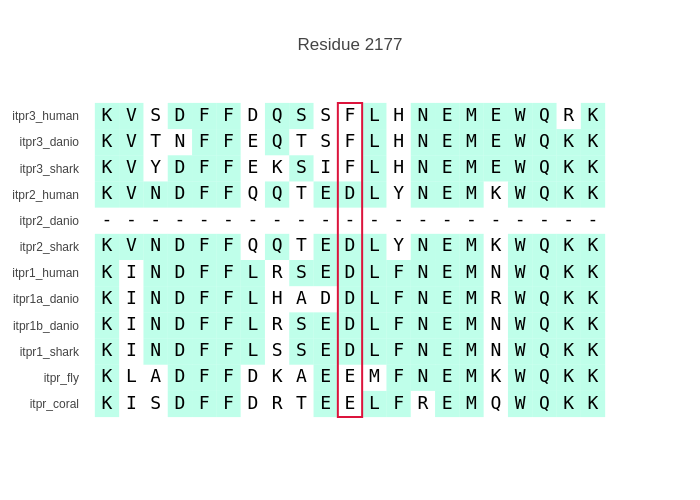 Residue 2177
itpr3_human K V S D F F D Q S S F L H N E M E W Q R K
itpr3_danio K V T N F F E Q T S F L H N E M E W Q K K
itpr3_shark K V Y D F F E K S I F L H N E M E W Q K K
itpr2_human K V N D F F Q Q T E D L Y N E M K W Q K K
itpr2_danio - - - - - - - - - - - - - - - - - - - - -
itpr2_shark K V N D F F Q Q T E D L Y N E M K W Q K K
itpr1_human K I N D F F L R S E D L F N E M N W Q K K
itpr1a_danio K I N D F F L H A D D L F N E M R W Q K K
itpr1b_danio K I N D F F L R S E D L F N E M N W Q K K
itpr1_shark K I N D F F L S S E D L F N E M N W Q K K
itpr_fly K L A D F F D K A E E M F N E M K W Q K K
itpr_coral K I S D F F D R T E E L F R E M Q W Q K K